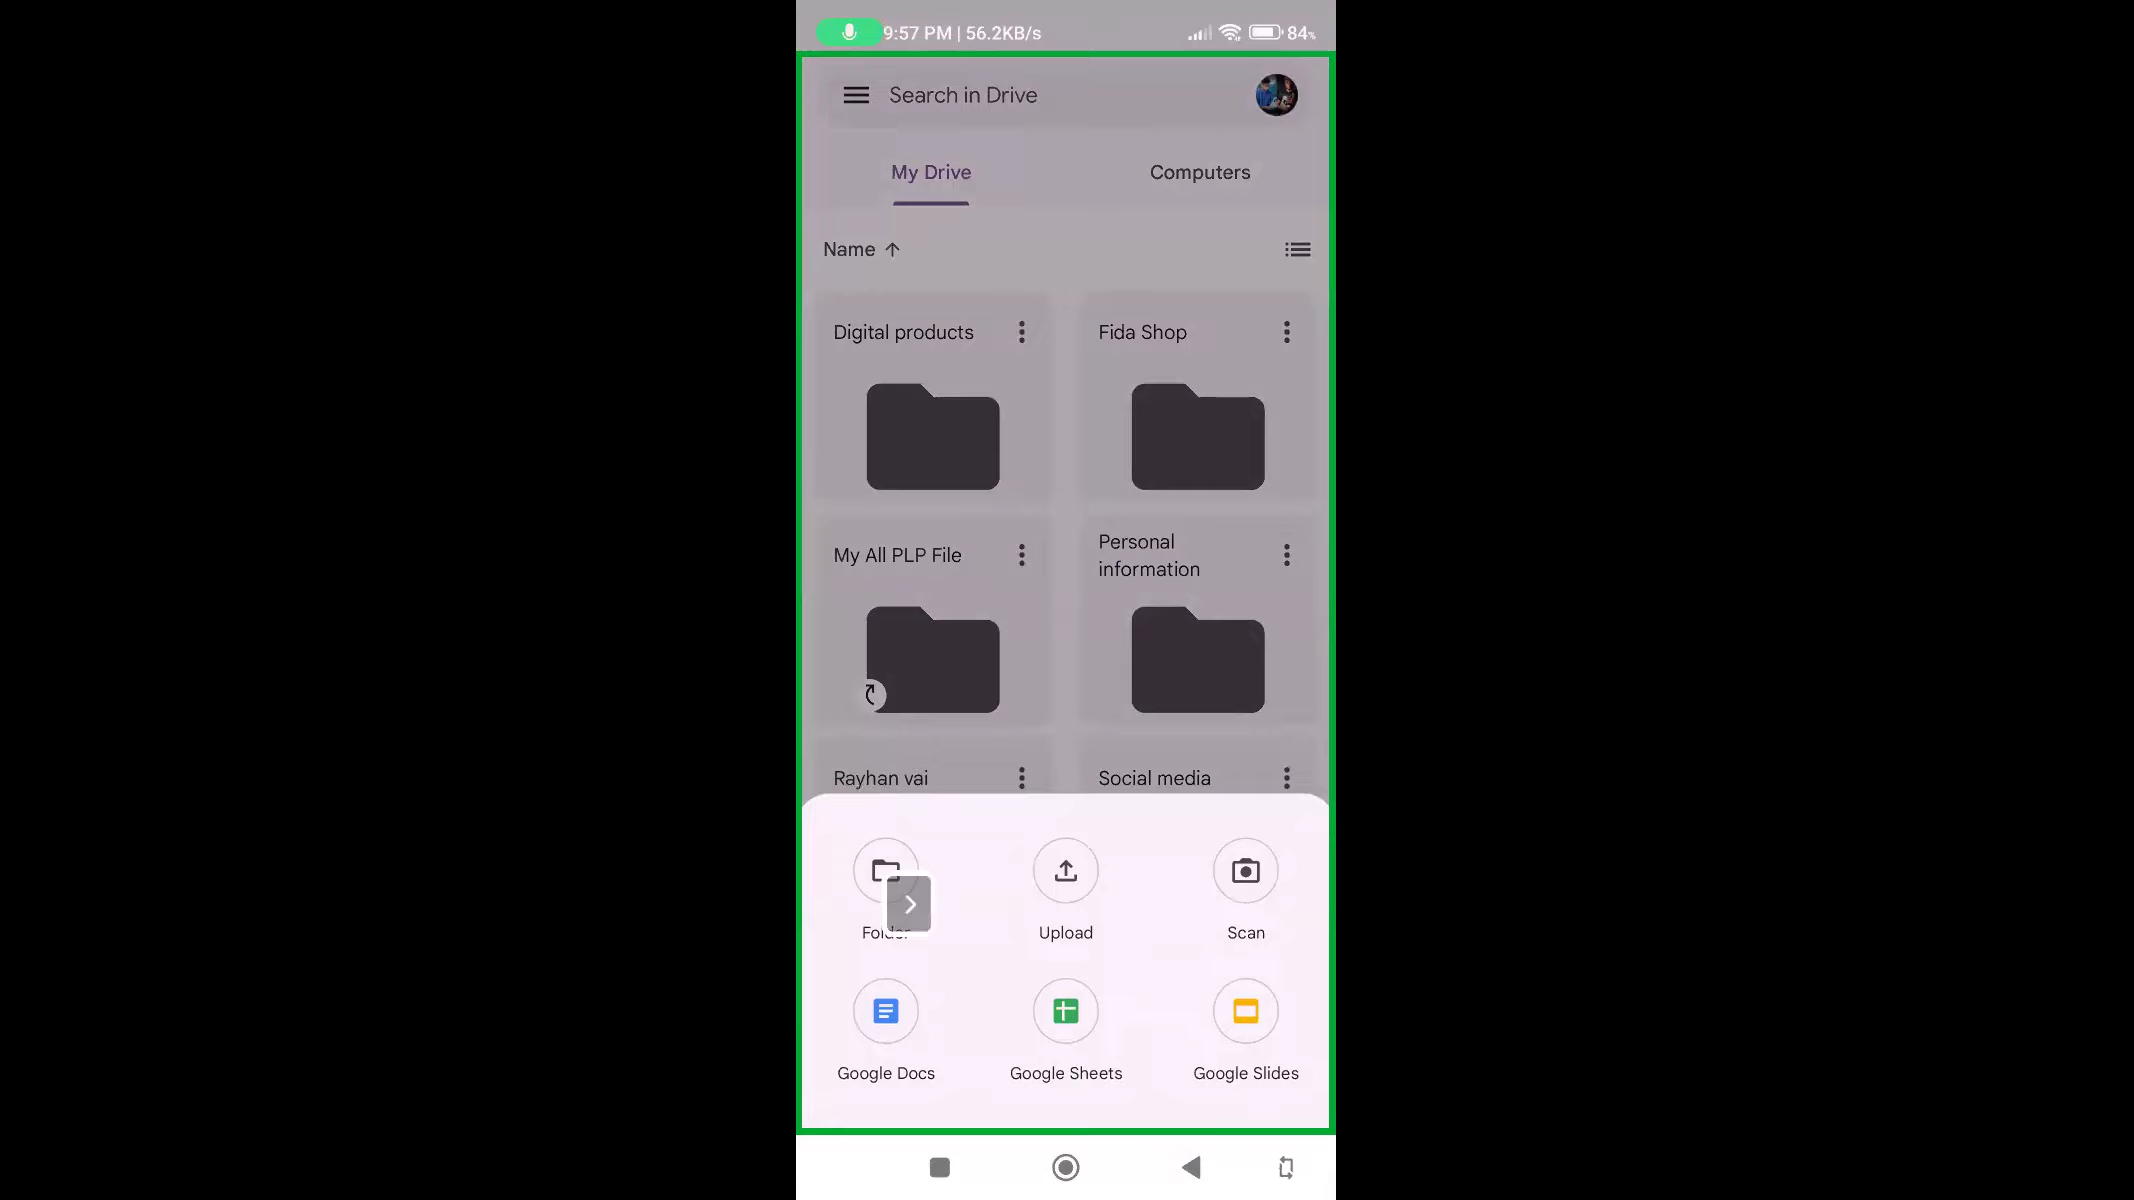 9:57 PM | 56.2KB/s 84%
Search in Drive
My Drive Computers
Name
Digital products Fida Shop
My All PLP File Personal information
Rayhan vai Social media
Folder Upload Scan
Google Docs Google Sheets Google Slides